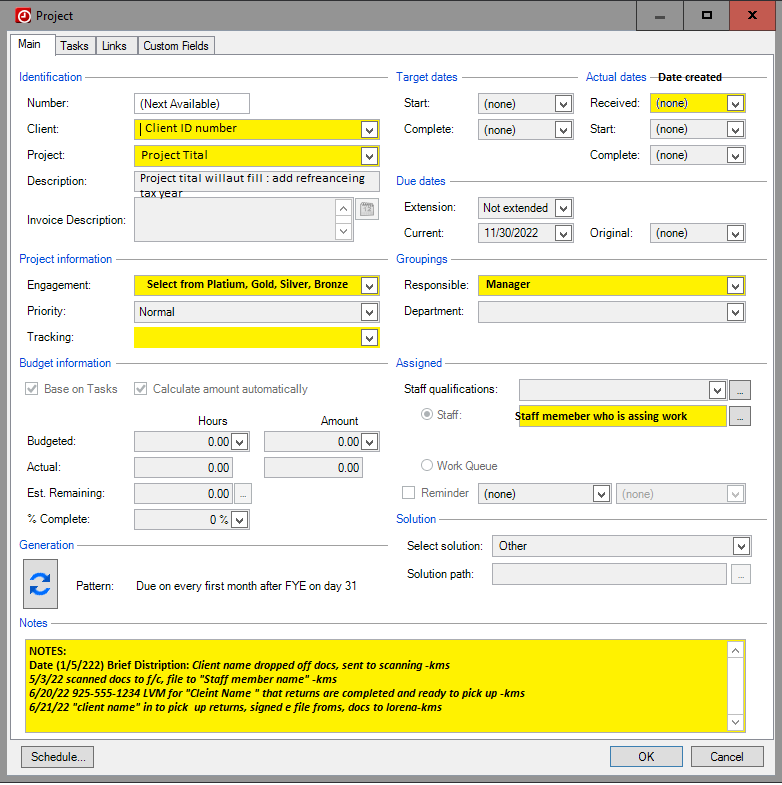 Project
Main Tasks Links Custom Fields
Identification
Number: (Next Available)
Client: Client ID number
Project: Project Tital
Description: Project tital willaut fill : add refreanceing tax year
Invoice Description:
Target dates
Start: (none)
Complete: (none)
Actual dates Date created
Received: (none)
Start: (none)
Complete: (none)
Due dates
Extension: Not extended
Current: 11/30/2022 Original: (none)
Project information
Engagement: Select from Platium, Gold, Silver, Bronze
Priority: Normal
Tracking:
Groupings
Responsible: Manager
Department:
Budget information
Base on Tasks Calculate amount automatically
Hours Amount
Budgeted: 0.00 0.00
Actual: 0.00 0.00
Est. Remaining: 0.00 ...
% Complete: 0 %
Assigned
Staff qualifications: ...
Staff: Staff memeber who is assing work ...
Work Queue
Reminder (none) (none)
Generation
Pattern: Due on every first month after FYE on day 31
Solution
Select solution: Other
Solution path: ...
Notes
NOTES:
Date (1/5/222) Brief Distription: Client name dropped off docs, sent to scanning -kms
5/3/22 scanned docs to f/c, file to "Staff member name" -kms
6/20/22 925-555-1234 LVM for "Cleint Name " that returns are completed and ready to pick up -kms
6/21/22 "client name" in to pick up returns, signed e file froms, docs to lorena-kms
Schedule... OK Cancel